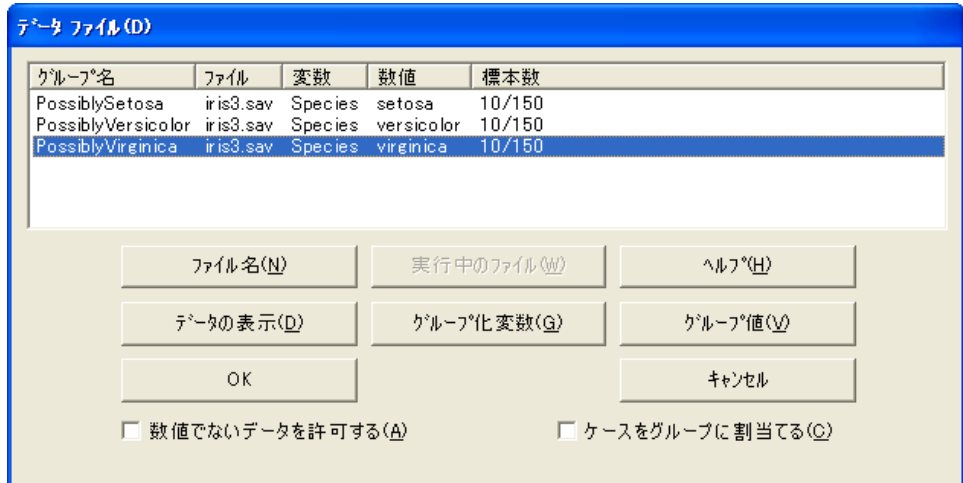 データ ファイル(D)
グループ名 ファイル 変数 数値 標本数
PossiblySetosa iris3.sav Species setosa 10/150
PossiblyVersicolor iris3.sav Species versicolor 10/150
PossiblyVirginica iris3.sav Species virginica 10/150
ファイル名(N) 実行中のファイル(W) ヘルプ(H)
データの表示(D) グループ化変数(G) グループ値(V)
OK キャンセル
数値でないデータを許可する(A) ケースをグループに割当てる(C)